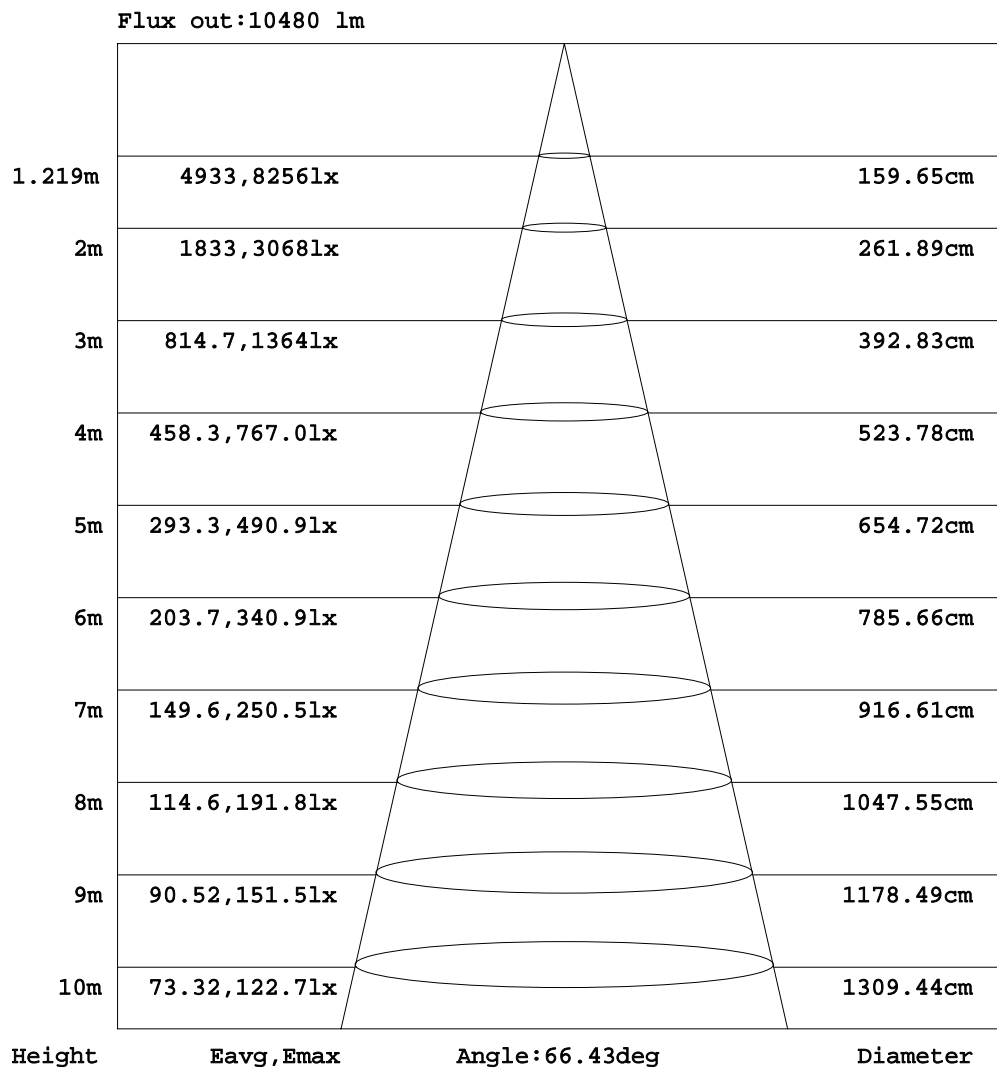 Flux out:10480 lm
1.219m 4933,8256lx 159.65cm
2m 1833,3068lx 261.89cm
3m 814.7,1364lx 392.83cm
4m 458.3,767.0lx 523.78cm
5m 293.3,490.9lx 654.72cm
6m 203.7,340.9lx 785.66cm
7m 149.6,250.5lx 916.61cm
8m 114.6,191.8lx 1047.55cm
9m 90.52,151.5lx 1178.49cm
10m 73.32,122.7lx 1309.44cm
Height Eavg,Emax Angle:66.43deg Diameter